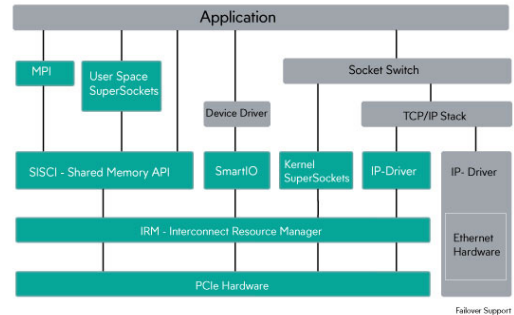 Application
MPI
User Space
SuperSockets
Socket Switch
Device Driver
TCP/IP Stack
SISCI - Shared Memory API
SmartIO
Kernel
SuperSockets
IP-Driver
IP- Driver
IRM - Interconnect Resource Manager
Ethernet
Hardware
PCIe Hardware
Failover Support